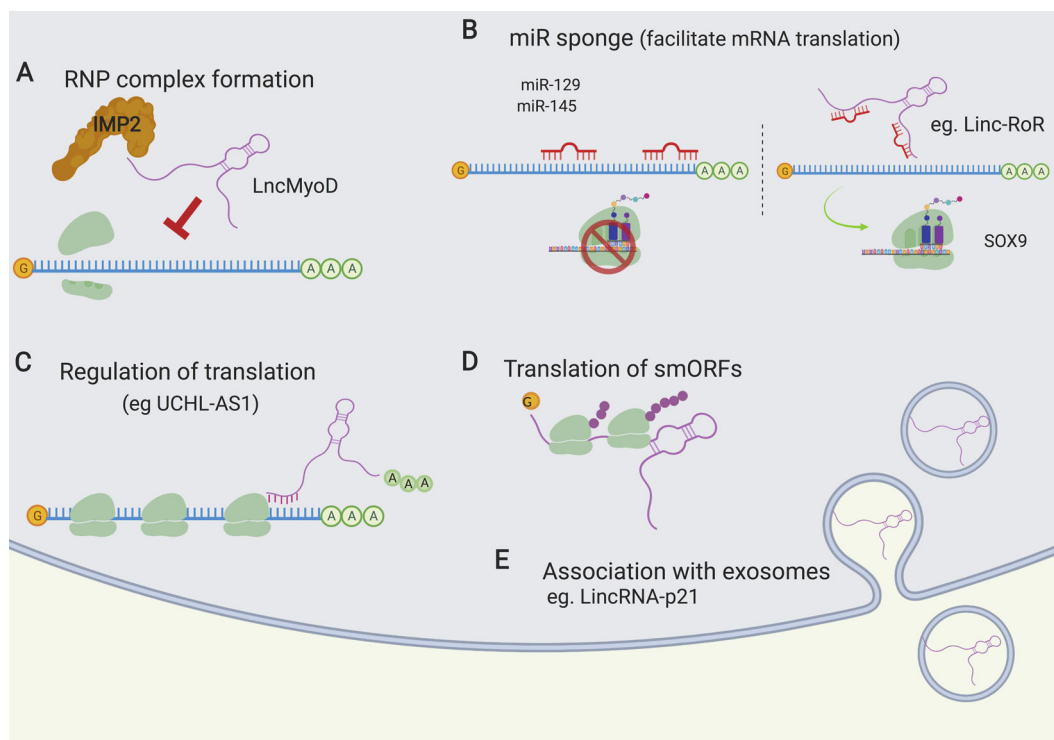 A
RNP complex formation
IMP2
LncMyoD
G
A A A
B
miR sponge (facilitate mRNA translation)
miR-129
miR-145
G
A A A
eg. Linc-RoR
G
A A A
SOX9
C
Regulation of translation
(eg UCHL-AS1)
A A A
G
A A A
D
Translation of smORFs
G
E
Association with exosomes
eg. LincRNA-p21